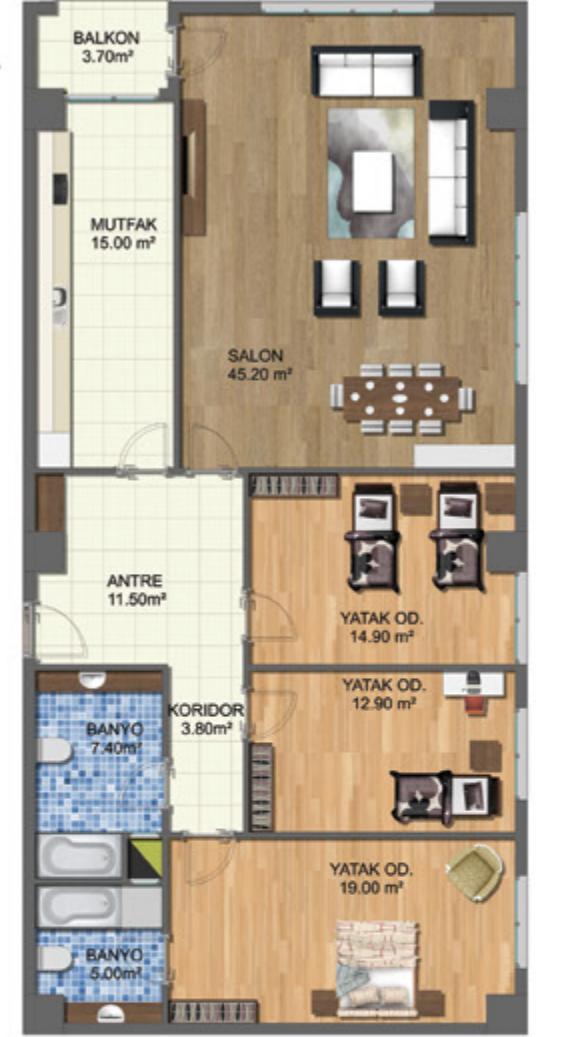 BALKON
3.70m²
MUTFAK
15.00 m²
SALON
45.20 m²
ANTRE
11.50m²
YATAK OD.
14.90 m²
YATAK OD.
12.90 m²
KORIDOR
3.80m²
BANYO
7.40m²
YATAK OD.
19.00 m²
BANYO
5.00m²